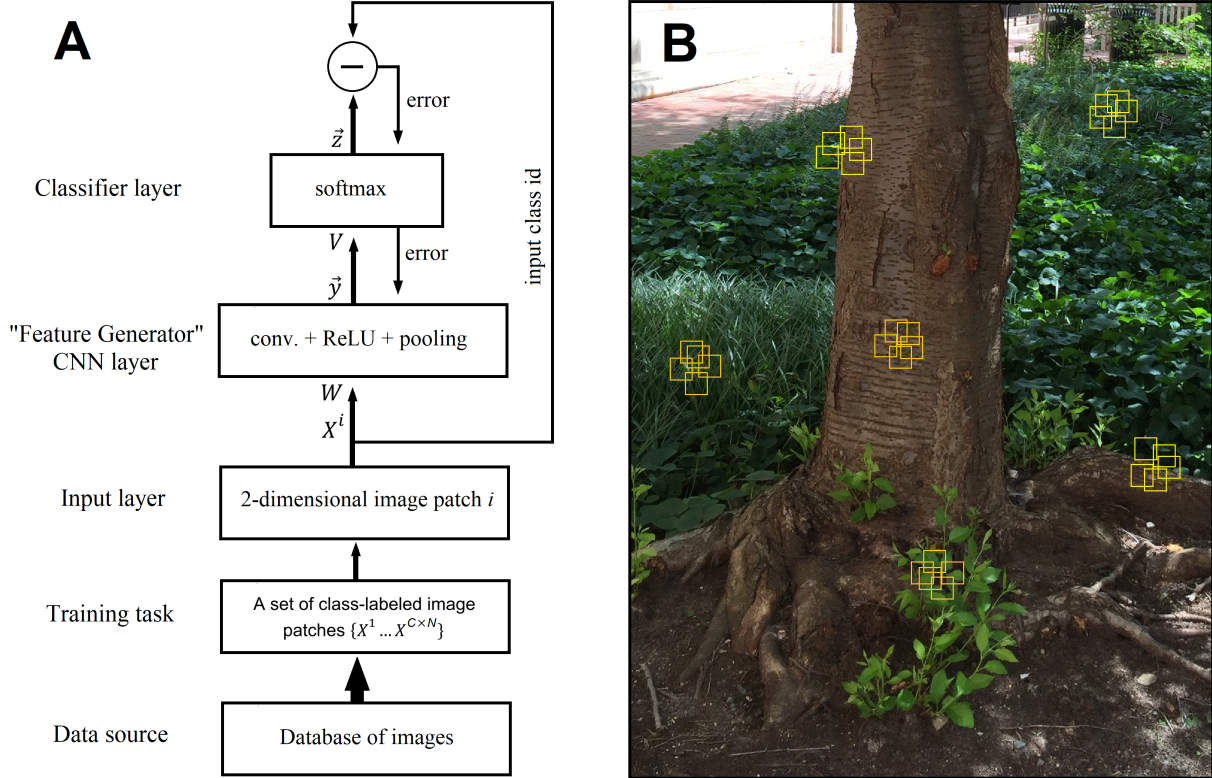 A
B
−
error
z⃗
Classifier layer
softmax
input class id
V
error
y⃗
"Feature Generator"
CNN layer
conv. + ReLU + pooling
W
Xⁱ
Input layer
2-dimensional image patch i
Training task
A set of class-labeled image
patches {X¹ … X^{C×N}}
Data source
Database of images